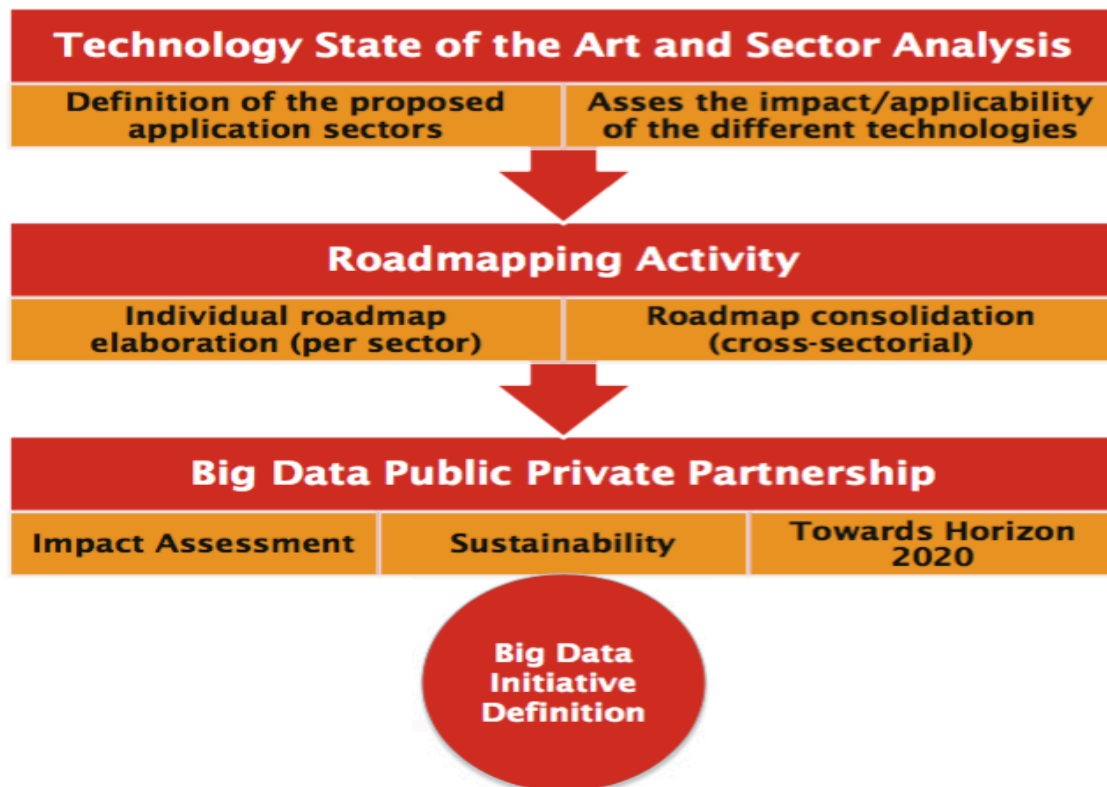 Technology State of the Art and Sector Analysis
Definition of the proposed
application sectors
Asses the impact/applicability
of the different technologies
Roadmapping Activity
Individual roadmap
elaboration (per sector)
Roadmap consolidation
(cross-sectorial)
Big Data Public Private Partnership
Impact Assessment
Sustainability
Towards Horizon
2020
Big Data
Initiative
Definition